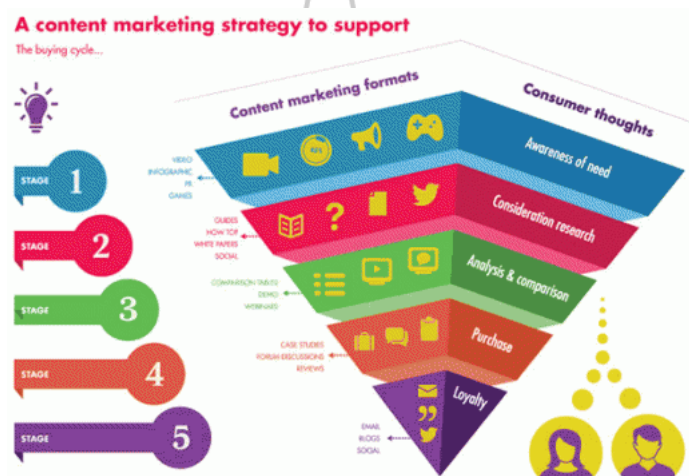 A content marketing strategy to support
The buying cycle...
Content marketing formats
Consumer thoughts
STAGE 1
VIDEO
INFOGRAPHIC
PR
GAMES
Awareness of need
STAGE 2
GUIDES
HOW TOP
WHITE PAPERS
SOCIAL
Consideration research
STAGE 3
COMPARISON TABLES
DEMO
WEBINARS
Analysis & comparison
STAGE 4
CASE STUDIES
FORUM DISCUSSIONS
REVIEWS
Purchase
STAGE 5
EMAIL
BLOGS
SOCIAL
Loyalty